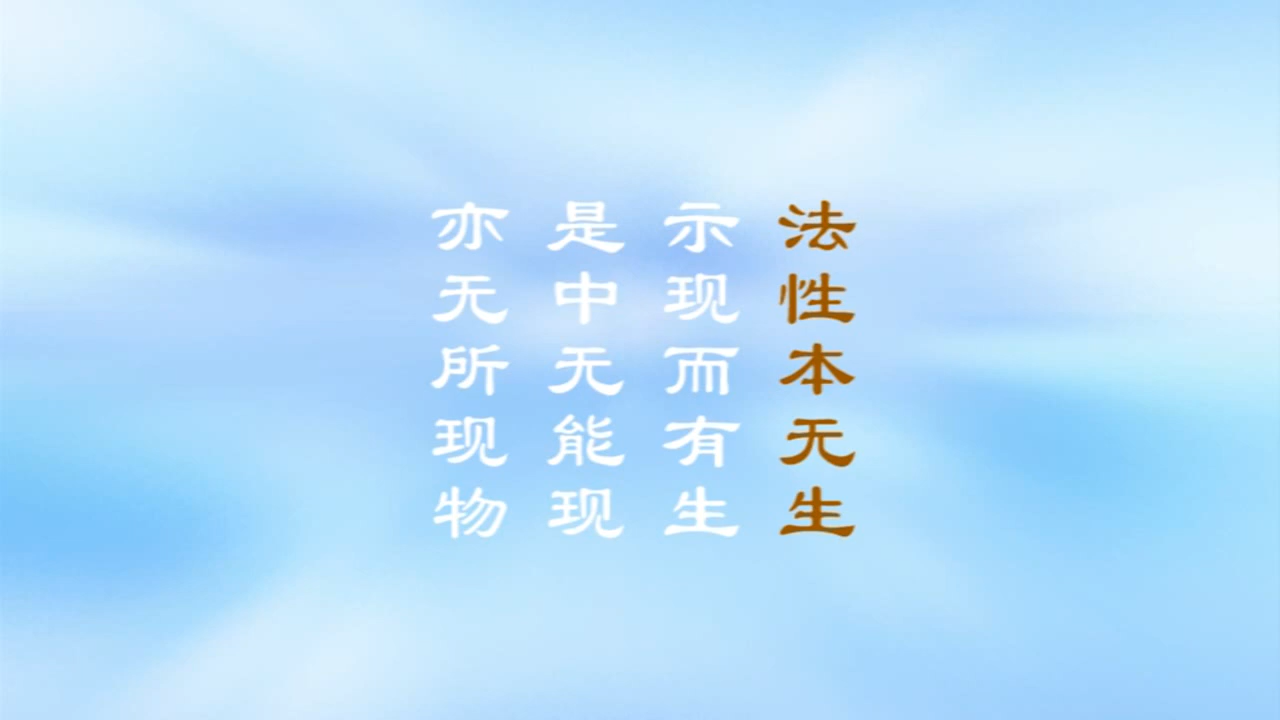 法性本无生
示现而有生
是中无能现
亦无所现物